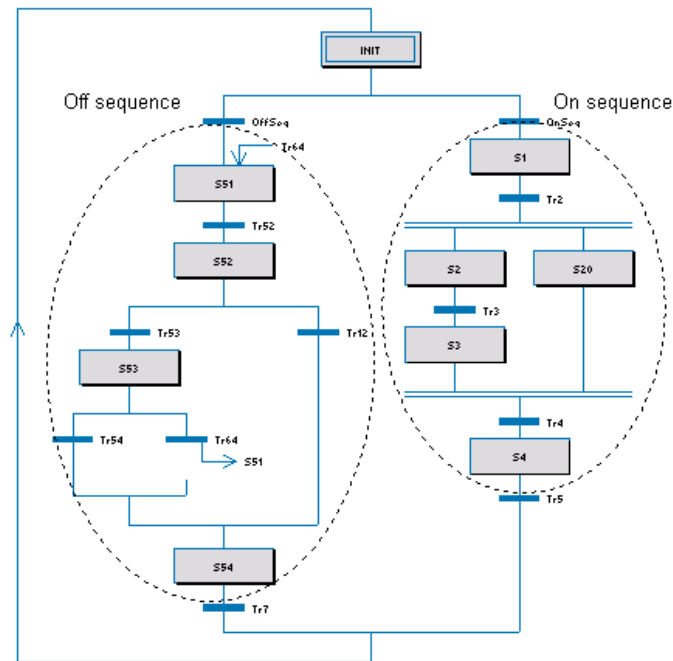 INIT
Off sequence
On sequence
OffSeq
OnSeq
Tr64
S1
S51
Tr2
Tr52
S52
S2
S20
Tr3
Tr53
Tr12
S3
S53
Tr4
Tr54
Tr64
S4
S51
Tr5
S54
Tr7